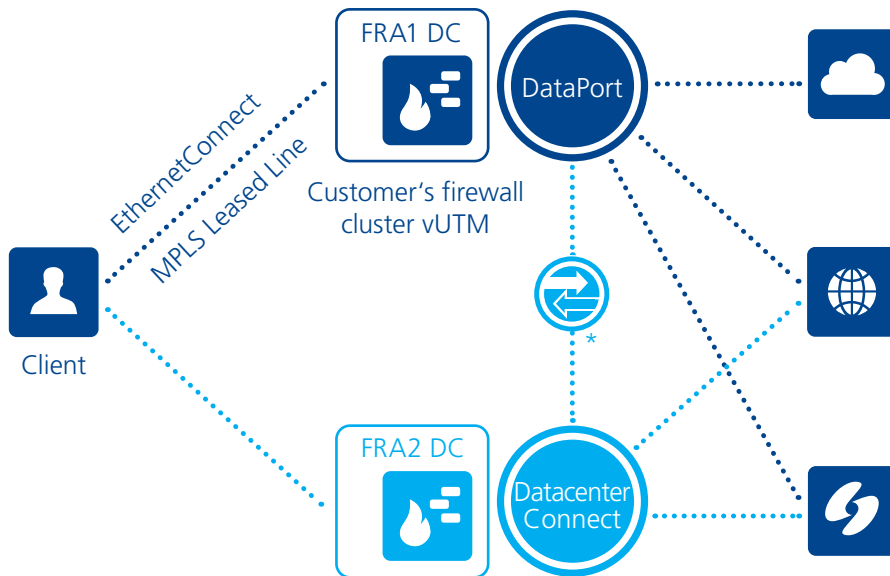 FRA1 DC
DataPort
EthernetConnect
MPLS Leased Line
Customer's firewall
cluster vUTM
*
Client
FRA2 DC
Datacenter
Connect